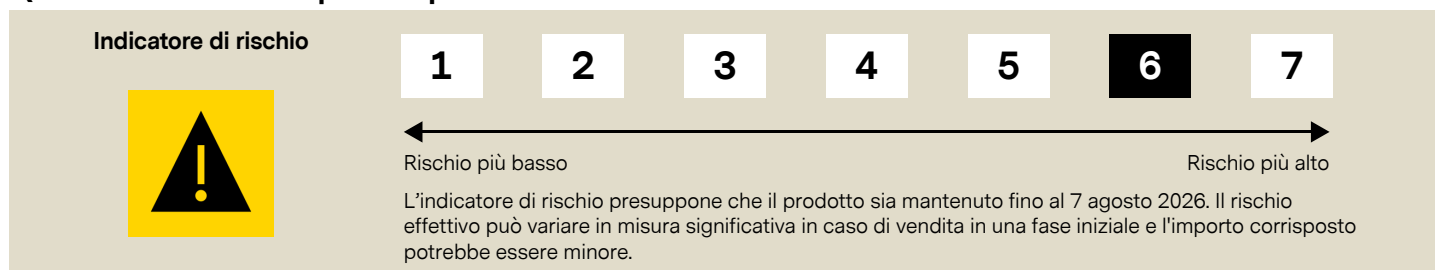 Indicatore di rischio
1 2 3 4 5 6 7
Rischio più basso Rischio più alto
L'indicatore di rischio presuppone che il prodotto sia mantenuto fino al 7 agosto 2026. Il rischio
effettivo può variare in misura significativa in caso di vendita in una fase iniziale e l'importo corrisposto
potrebbe essere minore.